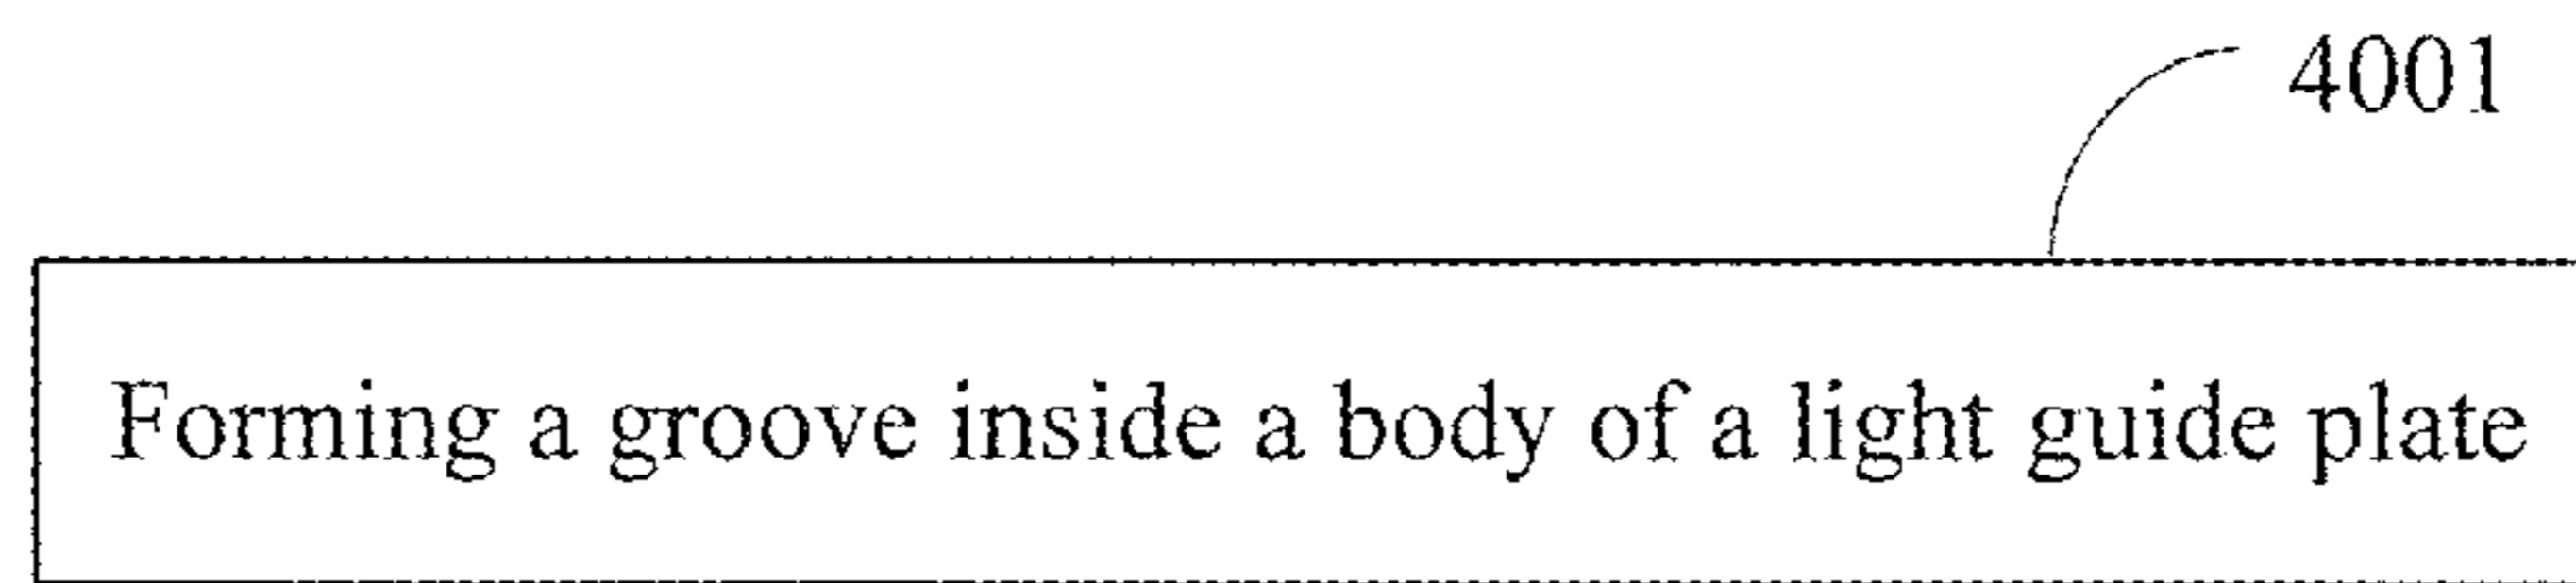 4001
Forming a groove inside a body of a light guide plate